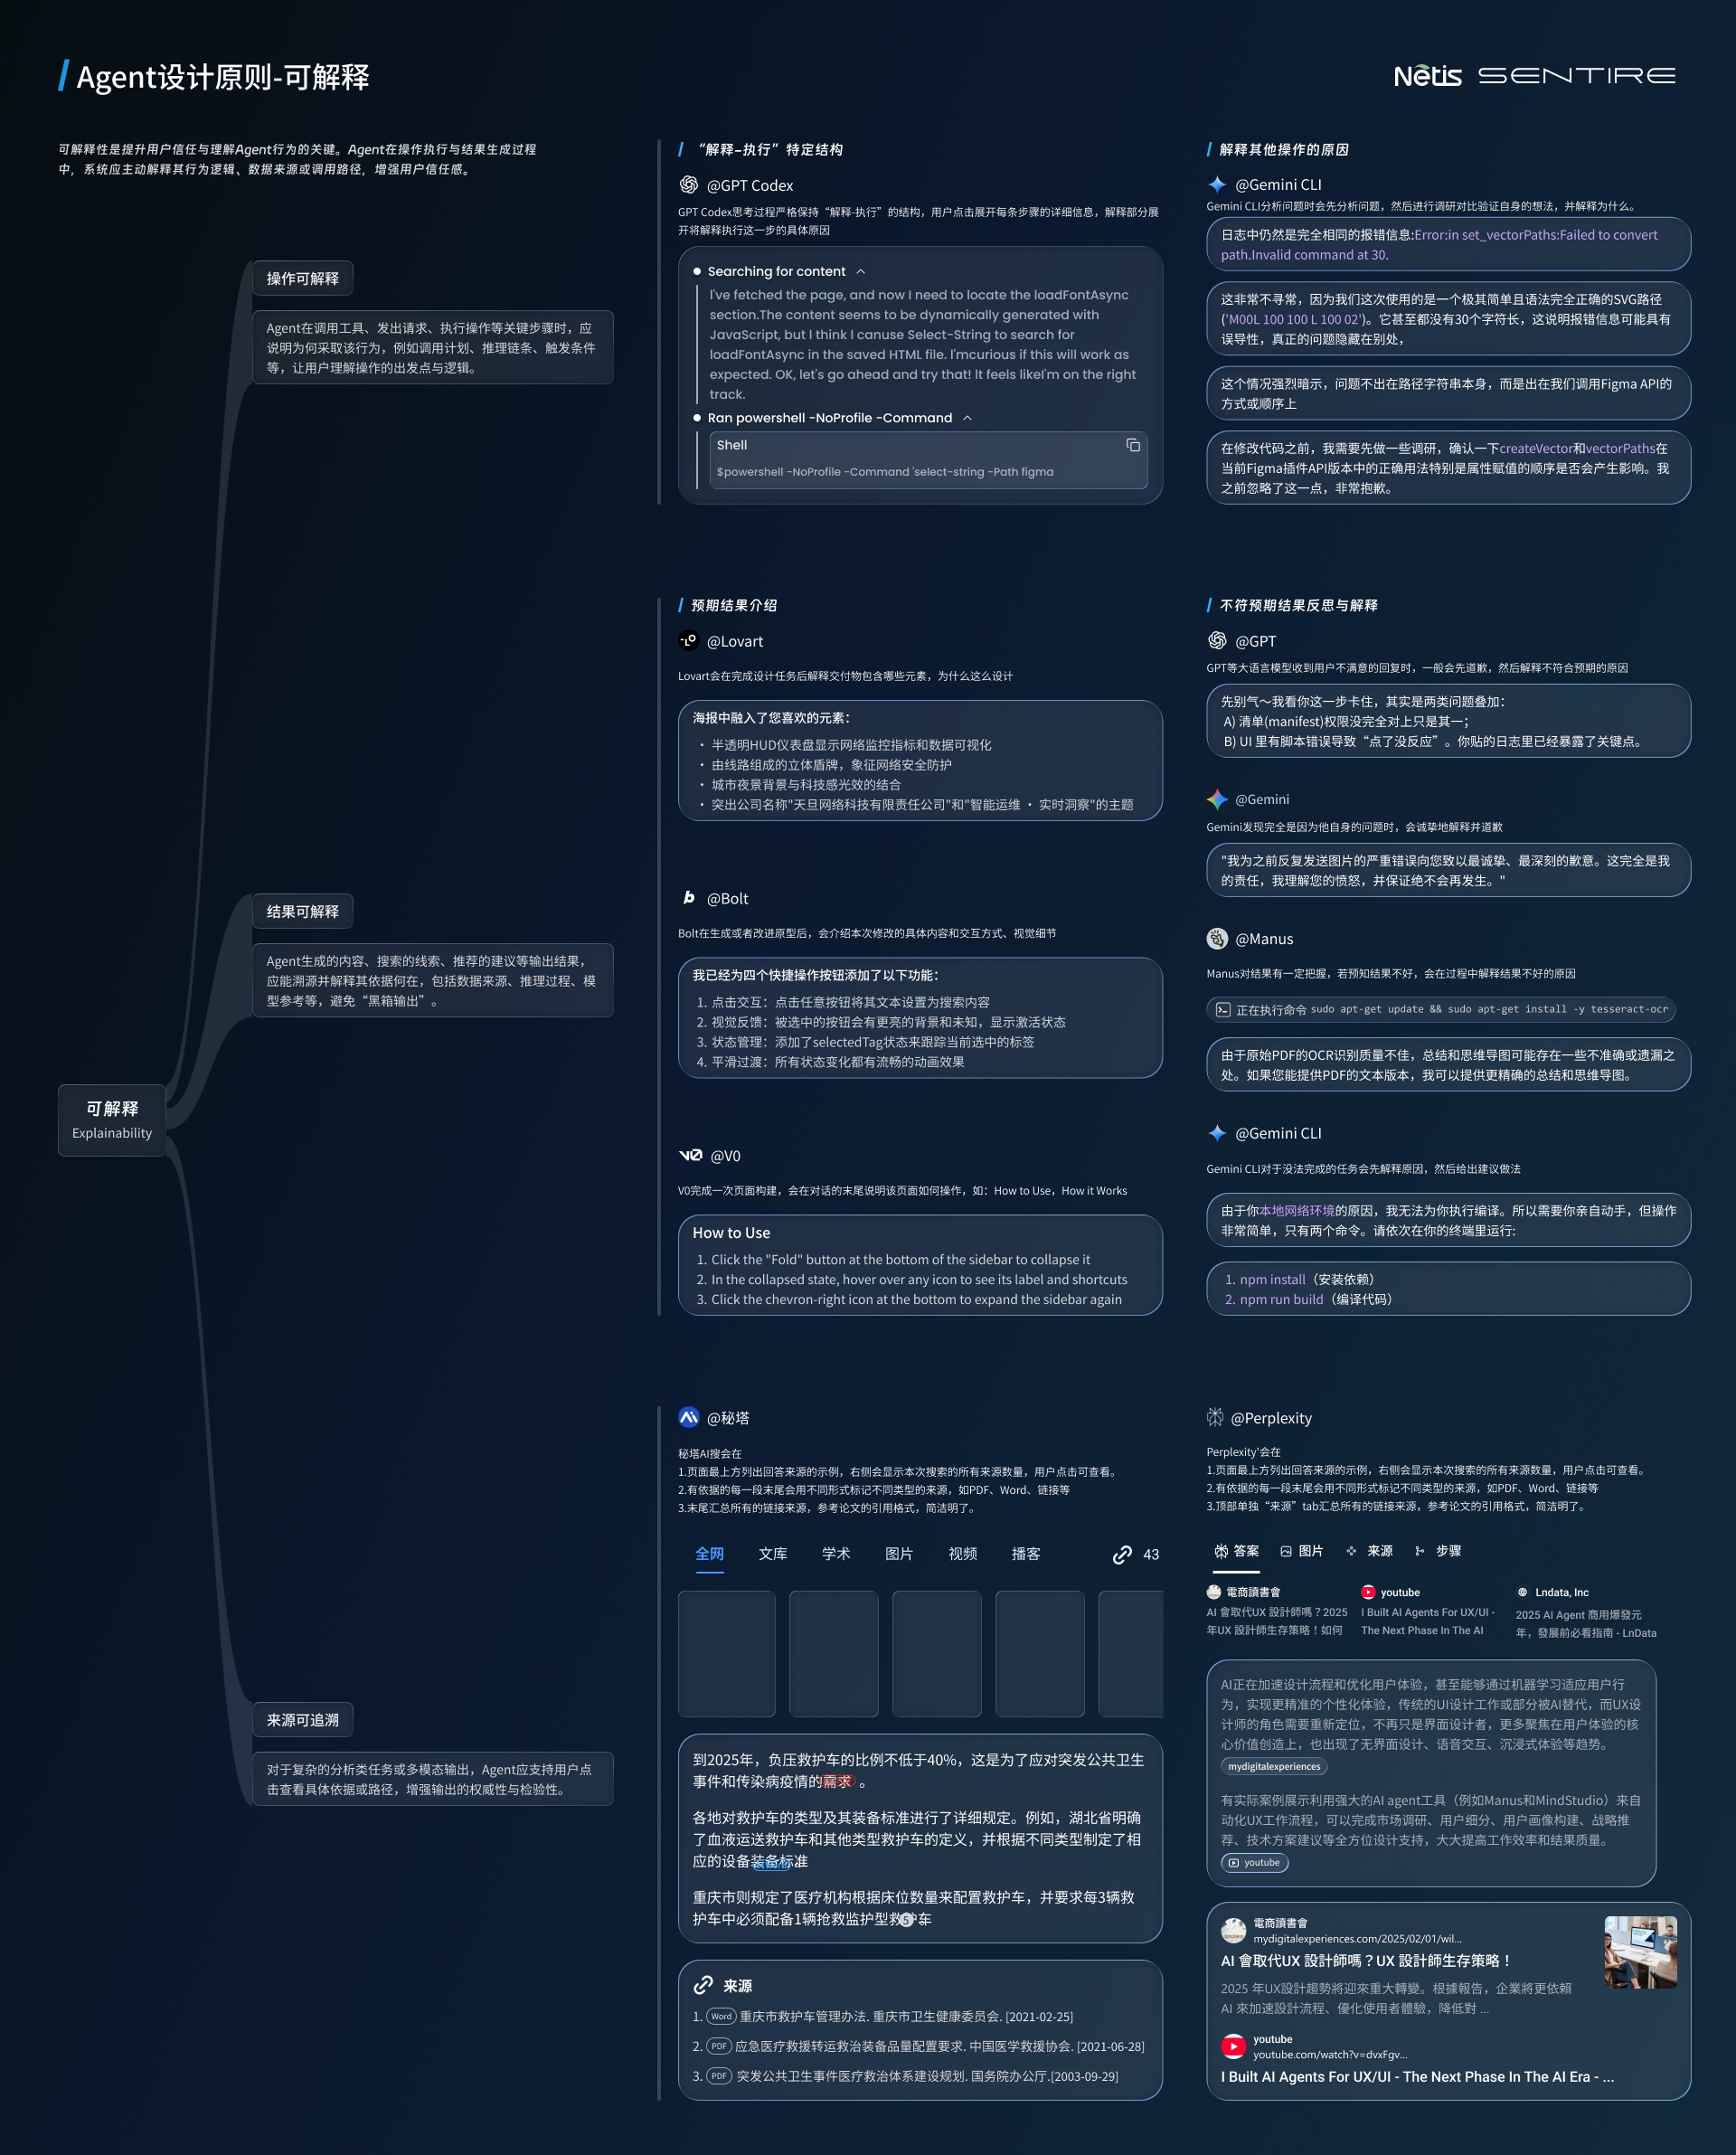 Agent设计原则-可解释
Netis SENTIRE
可解释性是提升用户信任与理解Agent行为的关键。Agent在操作执行与结果生成过程
中，系统应主动解释其行为逻辑、数据来源或调用路径，增强用户信任感。
可解释
Explainability
操作可解释
Agent在调用工具、发出请求、执行操作等关键步骤时，应
说明为何采取该行为，例如调用计划、推理链条、触发条件
等，让用户理解操作的出发点与逻辑。
“解释-执行”特定结构
@GPT Codex
GPT Codex思考过程严格保持“解释-执行”的结构，用户点击展开每条步骤的详细信息，解释部分展
开将解释执行这一步的具体原因
Searching for content
I've fetched the page, and now I need to locate the loadFontAsync
section.The content seems to be dynamically generated with
JavaScript, but I think I canuse Select-String to search for
loadFontAsync in the saved HTML file. I'mcurious if this will work as
expected. OK, let's go ahead and try that! It feels likeI'm on the right
track.
Ran powershell -NoProfile -Command
Shell
$powershell -NoProfile -Command 'select-string -Path figma
解释其他操作的原因
@Gemini CLI
Gemini CLI分析问题时会先分析问题，然后进行调研对比验证自身的想法，并解释为什么。
日志中仍然是完全相同的报错信息:Error:in set_vectorPaths:Failed to convert
path.Invalid command at 30.
这非常不寻常，因为我们这次使用的是一个极其简单且语法完全正确的SVG路径
('M00L 100 100 L 100 02')。它甚至都没有30个字符长，这说明报错信息可能具有
误导性，真正的问题隐藏在别处，
这个情况强烈暗示，问题不出在路径字符串本身，而是出在我们调用Figma API的
方式或顺序上
在修改代码之前，我需要先做一些调研，确认一下createVector和vectorPaths在
当前Figma插件API版本中的正确用法特别是属性赋值的顺序是否会产生影响。我
之前忽略了这一点，非常抱歉。
结果可解释
Agent生成的内容、搜索的线索、推荐的建议等输出结果，
应能溯源并解释其依据何在，包括数据来源、推理过程、模
型参考等，避免“黑箱输出”。
预期结果介绍
@Lovart
Lovart会在完成设计任务后解释交付物包含哪些元素，为什么这么设计
海报中融入了您喜欢的元素：
• 半透明HUD仪表盘显示网络监控指标和数据可视化
• 由线路组成的立体盾牌，象征网络安全防护
• 城市夜景背景与科技感光效的结合
• 突出公司名称"天旦网络科技有限责任公司"和"智能运维 • 实时洞察"的主题
@Bolt
Bolt在生成或者改进原型后，会介绍本次修改的具体内容和交互方式、视觉细节
我已经为四个快捷操作按钮添加了以下功能：
1. 点击交互：点击任意按钮将其文本设置为搜索内容
2. 视觉反馈：被选中的按钮会有更亮的背景和未知，显示激活状态
3. 状态管理：添加了selectedTag状态来跟踪当前选中的标签
4. 平滑过渡：所有状态变化都有流畅的动画效果
@V0
V0完成一次页面构建，会在对话的末尾说明该页面如何操作，如：How to Use，How it Works
How to Use
1. Click the "Fold" button at the bottom of the sidebar to collapse it
2. In the collapsed state, hover over any icon to see its label and shortcuts
3. Click the chevron-right icon at the bottom to expand the sidebar again
不符预期结果反思与解释
@GPT
GPT等大语言模型收到用户不满意的回复时，一般会先道歉，然后解释不符合预期的原因
先别气～我看你这一步卡住，其实是两类问题叠加：
A) 清单(manifest)权限没完全对上只是其一；
B) UI 里有脚本错误导致“点了没反应”。你贴的日志里已经暴露了关键点。
@Gemini
Gemini发现完全是因为他自身的问题时，会诚挚地解释并道歉
"我为之前反复发送图片的严重错误向您致以最诚挚、最深刻的歉意。这完全是我
的责任，我理解您的愤怒，并保证绝不会再发生。"
@Manus
Manus对结果有一定把握，若预知结果不好，会在过程中解释结果不好的原因
正在执行命令 sudo apt-get update && sudo apt-get install -y tesseract-ocr
由于原始PDF的OCR识别质量不佳，总结和思维导图可能存在一些不准确或遗漏之
处。如果您能提供PDF的文本版本，我可以提供更精确的总结和思维导图。
@Gemini CLI
Gemini CLI对于没法完成的任务会先解释原因，然后给出建议做法
由于你本地网络环境的原因，我无法为你执行编译。所以需要你亲自动手，但操作
非常简单，只有两个命令。请依次在你的终端里运行:
1. npm install（安装依赖）
2. npm run build（编译代码）
来源可追溯
对于复杂的分析类任务或多模态输出，Agent应支持用户点
击查看具体依据或路径，增强输出的权威性与检验性。
@秘塔
秘塔AI搜会在
1.页面最上方列出回答来源的示例，右侧会显示本次搜索的所有来源数量，用户点击可查看。
2.有依据的每一段末尾会用不同形式标记不同类型的来源，如PDF、Word、链接等
3.末尾汇总所有的链接来源，参考论文的引用格式，简洁明了。
全网 文库 学术 图片 视频 播客 43
到2025年，负压救护车的比例不低于40%，这是为了应对突发公共卫生
事件和传染病疫情的需求 。
各地对救护车的类型及其装备标准进行了详细规定。例如，湖北省明确
了血液运送救护车和其他类型救护车的定义，并根据不同类型制定了相
应的设备装备标准
重庆市则规定了医疗机构根据床位数量来配置救护车，并要求每3辆救
护车中必须配备1辆抢救监护型救护车
5
来源
1. Word 重庆市救护车管理办法. 重庆市卫生健康委员会. [2021-02-25]
2. PDF 应急医疗救援转运救治装备品量配置要求. 中国医学救援协会. [2021-06-28]
3. PDF 突发公共卫生事件医疗救治体系建设规划. 国务院办公厅.[2003-09-29]
@Perplexity
Perplexity'会在
1.页面最上方列出回答来源的示例，右侧会显示本次搜索的所有来源数量，用户点击可查看。
2.有依据的每一段末尾会用不同形式标记不同类型的来源，如PDF、Word、链接等
3.顶部单独“来源”tab汇总所有的链接来源，参考论文的引用格式，简洁明了。
答案 图片 来源 步骤
電商讀書會
AI 會取代UX 設計師嗎？2025
年UX 設計師生存策略！如何
youtube
I Built AI Agents For UX/UI -
The Next Phase In The AI
Lndata, Inc
2025 AI Agent 商用爆發元
年，發展前必看指南 - LnData
AI正在加速设计流程和优化用户体验，甚至能够通过机器学习适应用户行
为，实现更精准的个性化体验，传统的UI设计工作或部分被AI替代，而UX设
计师的角色需要重新定位，不再只是界面设计者，更多聚焦在用户体验的核
心价值创造上，也出现了无界面设计、语音交互、沉浸式体验等趋势。
mydigitalexperiences
有实际案例展示利用强大的AI agent工具（例如Manus和MindStudio）来自
动化UX工作流程，可以完成市场调研、用户细分、用户画像构建、战略推
荐、技术方案建议等全方位设计支持，大大提高工作效率和结果质量。
youtube
電商讀書會
mydigitalexperiences.com/2025/02/01/wil...
AI 會取代UX 設計師嗎？UX 設計師生存策略！
2025 年UX設計趨勢將迎來重大轉變。根據報告，企業將更依賴
AI 來加速設計流程、優化使用者體驗，降低對 ...
youtube
youtube.com/watch?v=dvxFgv...
I Built AI Agents For UX/UI - The Next Phase In The AI Era - ...